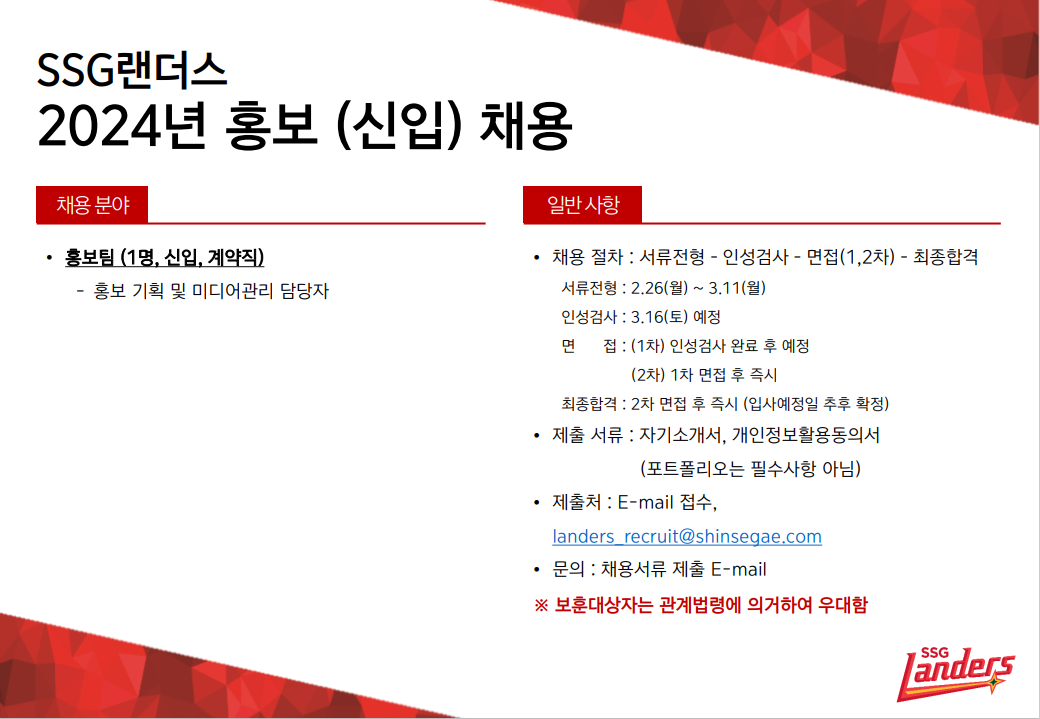 SSG랜더스
2024년 홍보 (신입) 채용
채용 분야
• 홍보팀 (1명, 신입, 계약직)
- 홍보 기획 및 미디어관리 담당자
일반 사항
• 채용 절차 : 서류전형 - 인성검사 - 면접(1,2차) - 최종합격
서류전형 : 2.26(월) ~ 3.11(월)
인성검사 : 3.16(토) 예정
면 접 : (1차) 인성검사 완료 후 예정
(2차) 1차 면접 후 즉시
최종합격 : 2차 면접 후 즉시 (입사예정일 추후 확정)
• 제출 서류 : 자기소개서, 개인정보활용동의서
(포트폴리오는 필수사항 아님)
• 제출처 : E-mail 접수,
landers_recruit@shinsegae.com
• 문의 : 채용서류 제출 E-mail
※ 보훈대상자는 관계법령에 의거하여 우대함
SSG
Landers